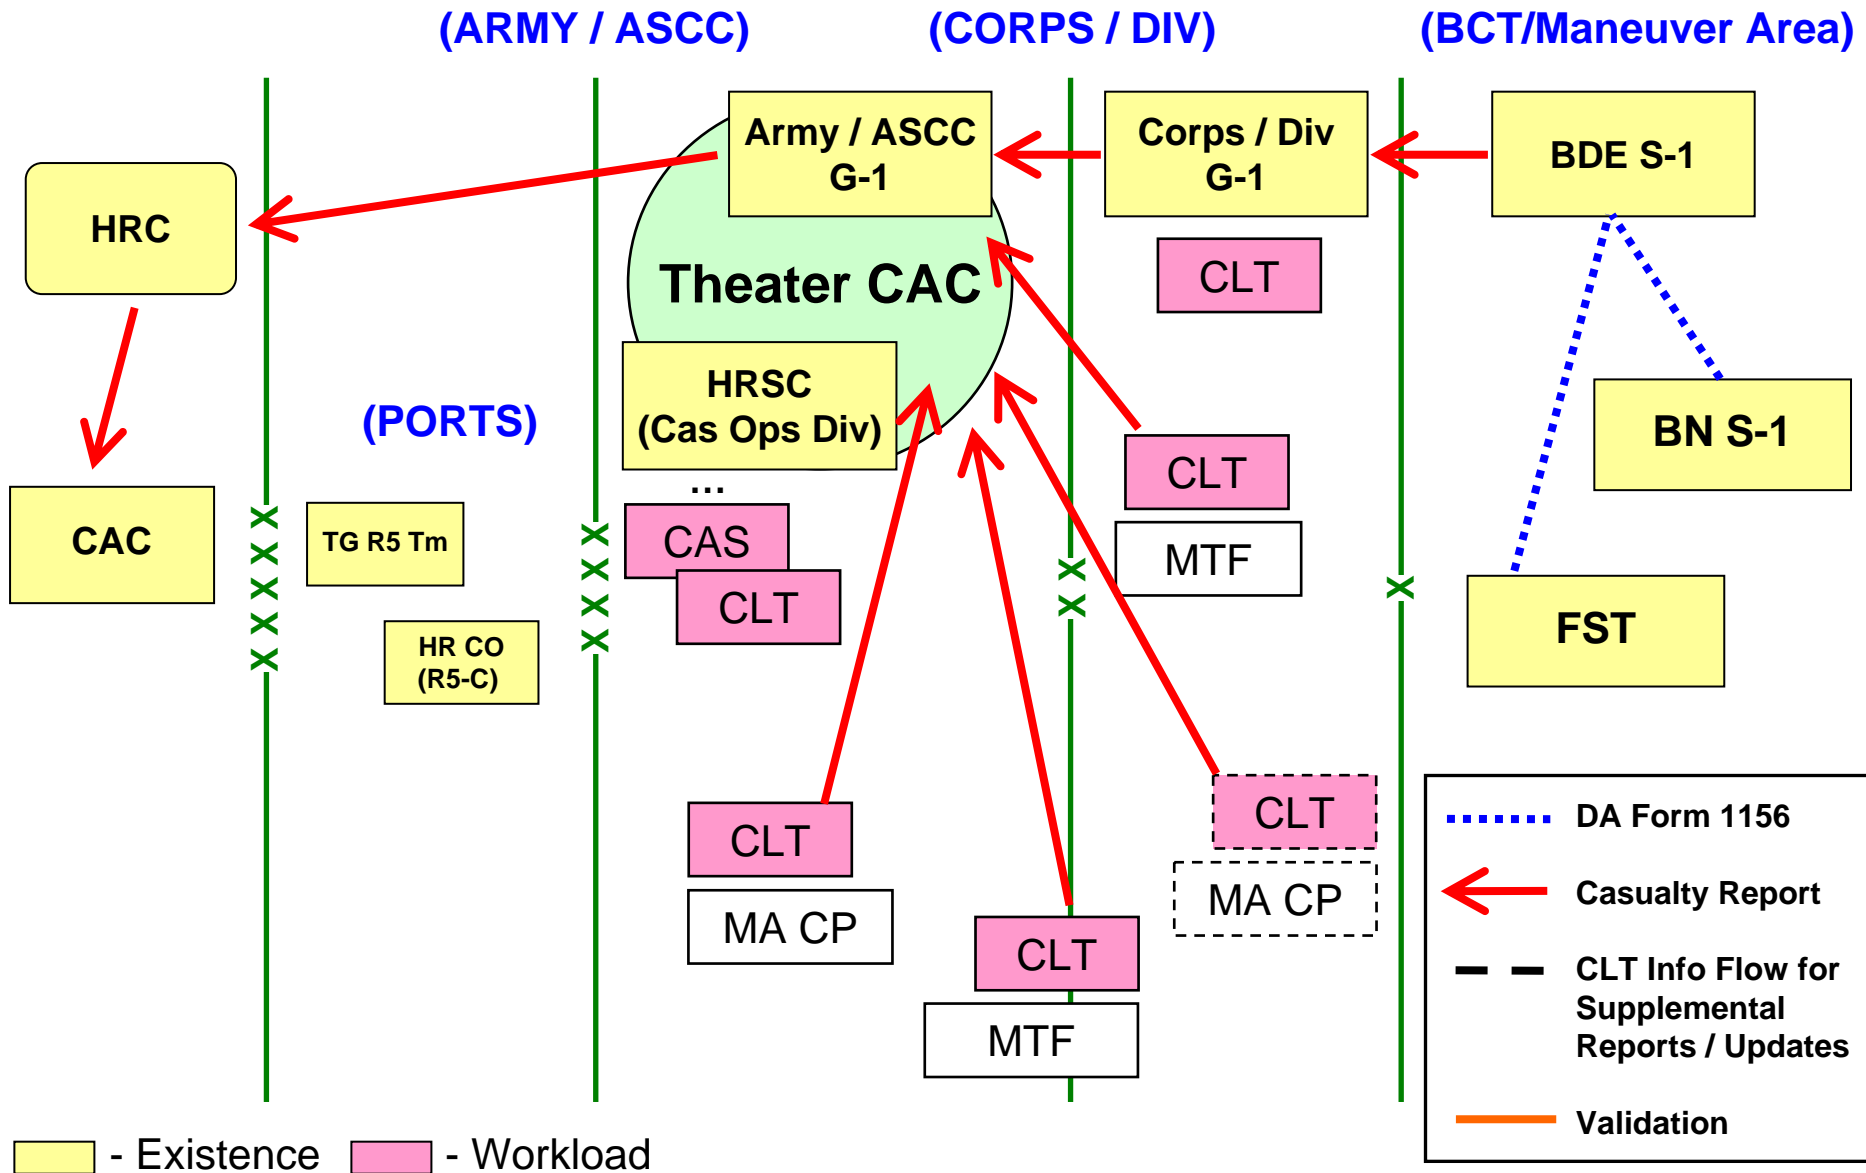 (ARMY / ASCC)
(CORPS / DIV)
(BCT/Maneuver Area)
Army / ASCC
G-1
Corps / Div
G-1
BDE S-1
HRC
Theater CAC
CLT
HRSC
(Cas Ops Div)
(PORTS)
...
BN S-1
CLT
MTF
CAC
TG R5 Tm
CAS
CLT
HR CO
(R5-C)
FST
X
X
X
X
X
X
X
X
X
X
X
X
CLT
MA CP
CLT
MTF
CLT
MA CP
DA Form 1156
Casualty Report
CLT Info Flow for
Supplemental
Reports / Updates
Validation
- Existence
- Workload